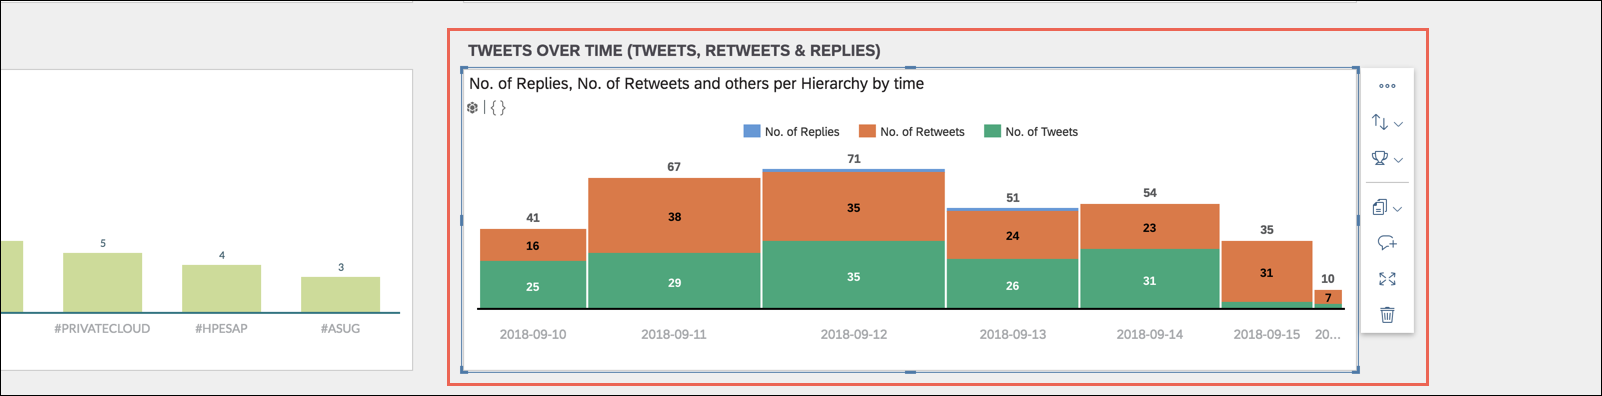 TWEETS OVER TIME (TWEETS, RETWEETS & REPLIES)
No. of Replies, No. of Retweets and others per Hierarchy by time
| { }
No. of Replies No. of Retweets No. of Tweets
41 67 71 51 54 35 10
16 38 35 24 23 31 7
25 29 35 26 31
2018-09-10 2018-09-11 2018-09-12 2018-09-13 2018-09-14 2018-09-15 20...
5 4 3
#PRIVATECLOUD #HPESAP #ASUG